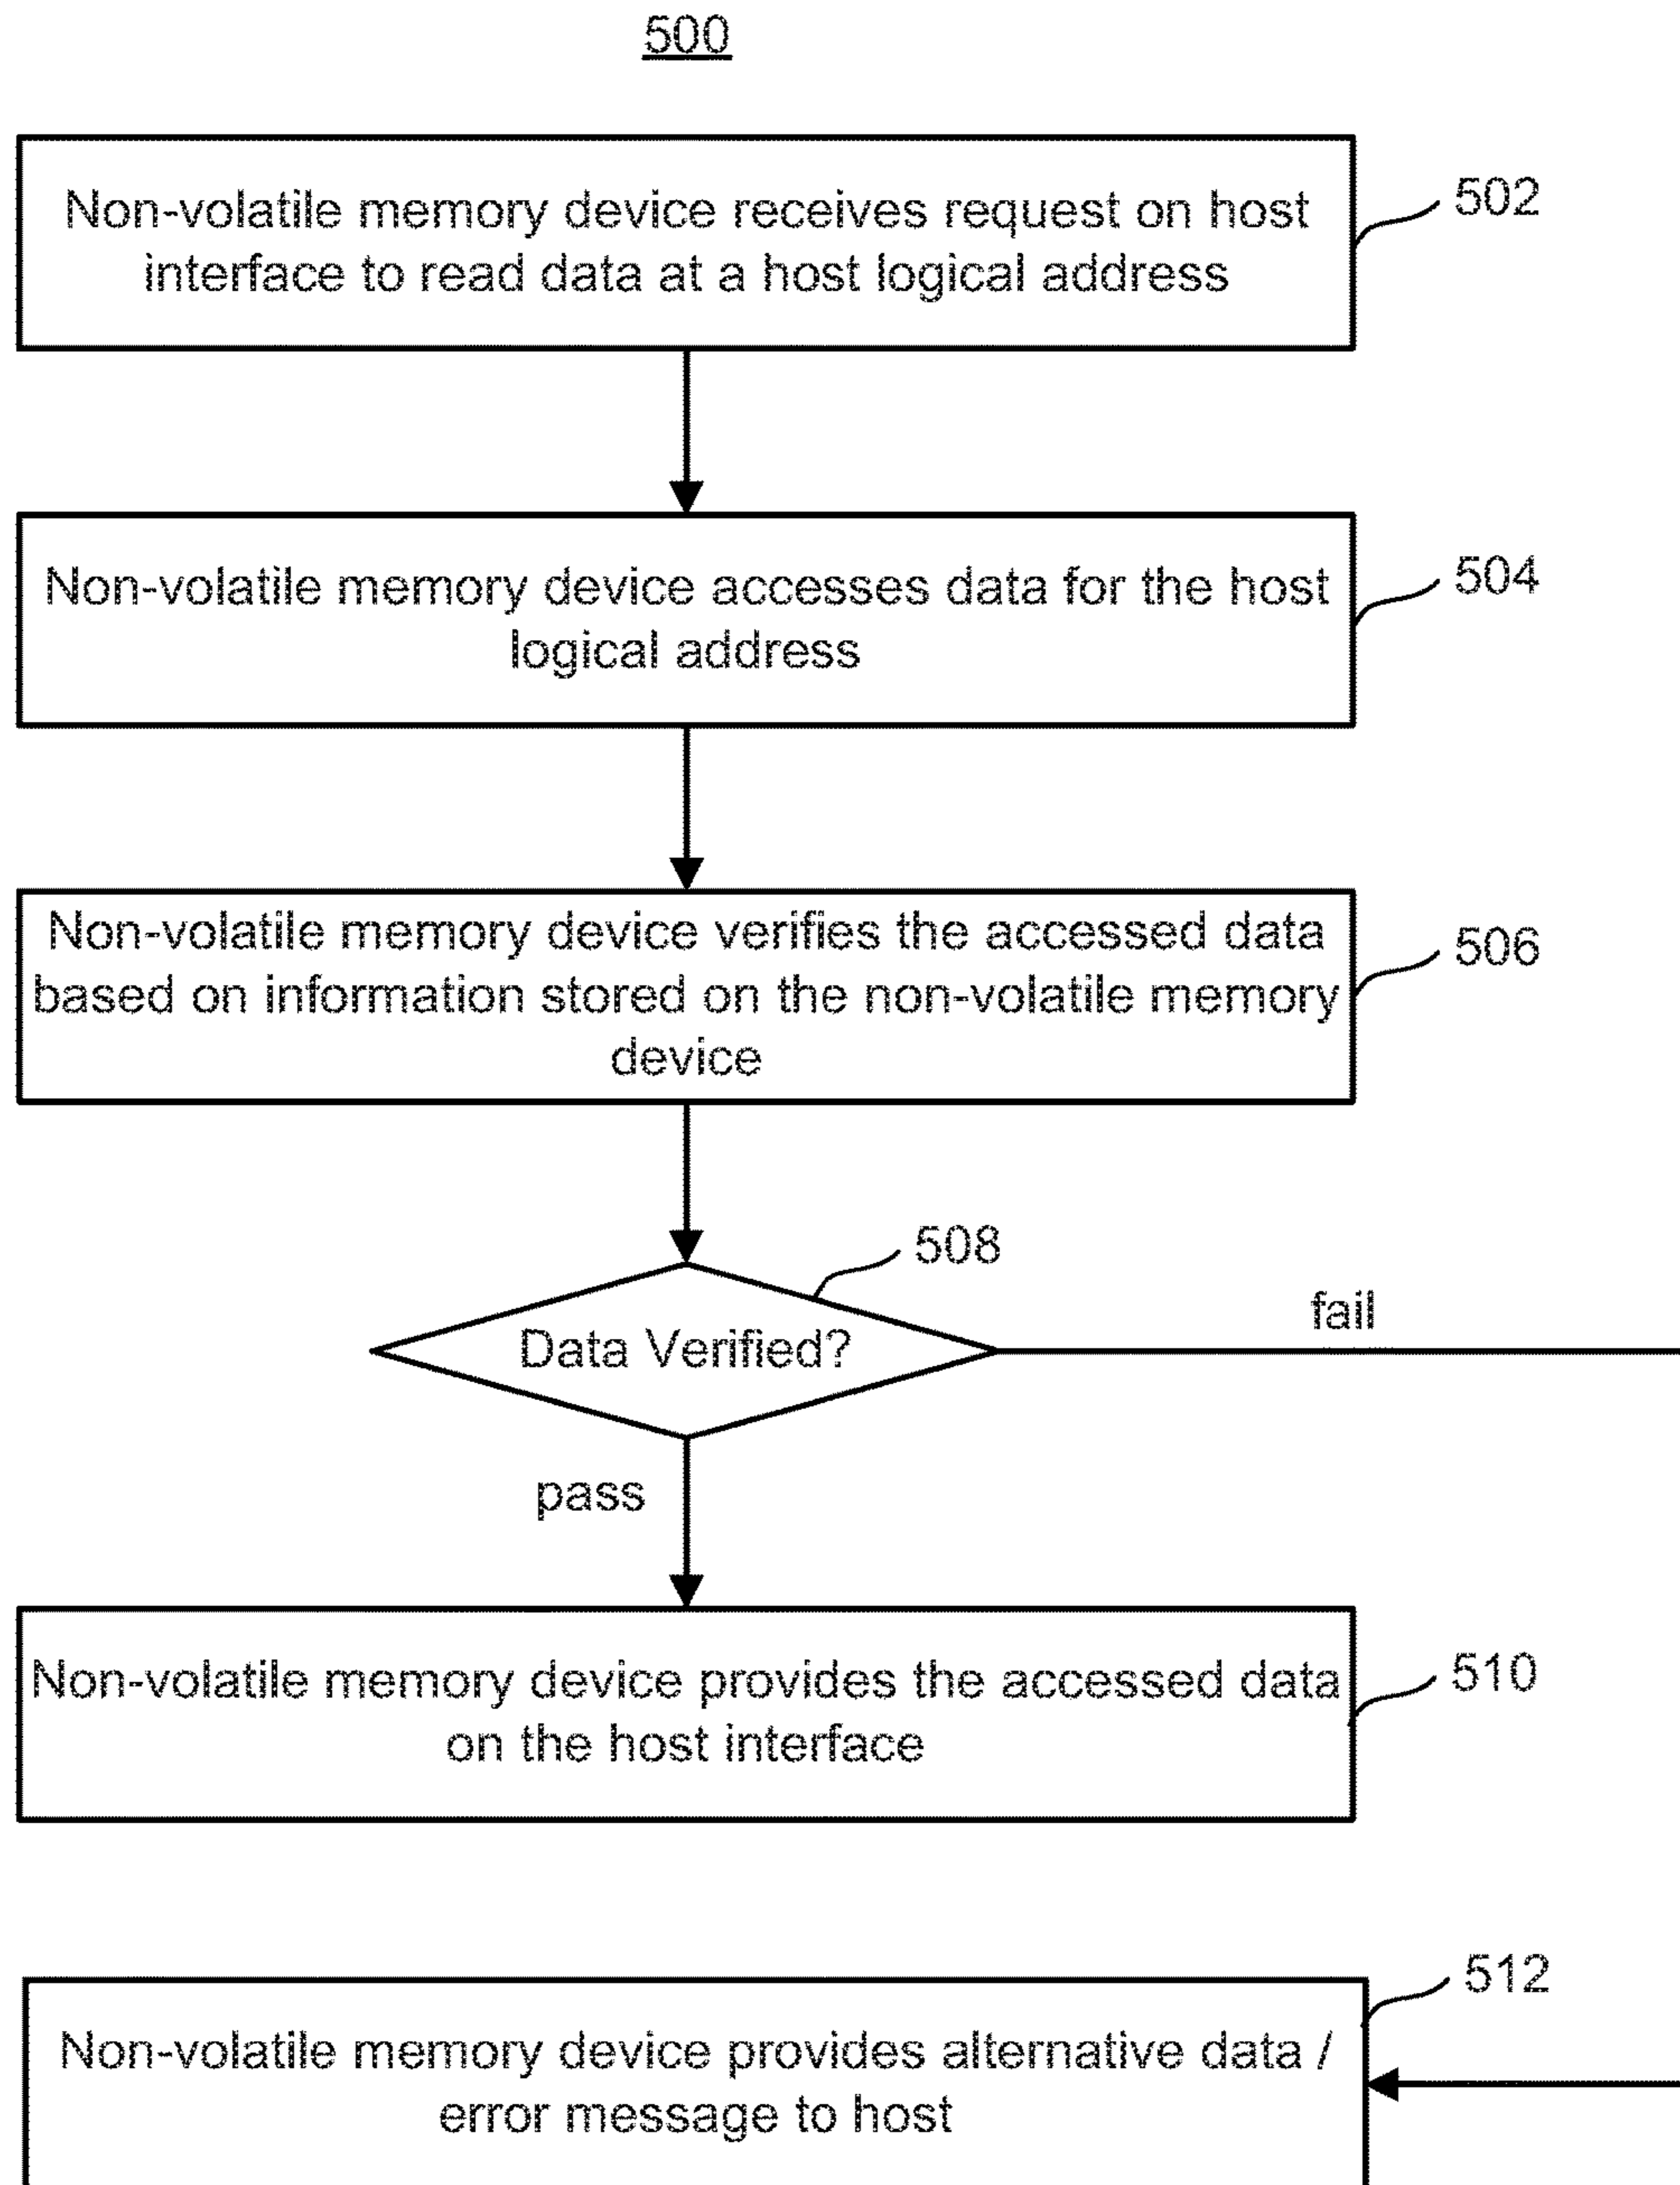 500
Non-volatile memory device receives request on host
interface to read data at a host logical address
502
Non-volatile memory device accesses data for the host
logical address
504
Non-volatile memory device verifies the accessed data
based on information stored on the non-volatile memory
device
506
508
Data Verified?
fail
pass
Non-volatile memory device provides the accessed data
on the host interface
510
512
Non-volatile memory device provides alternative data /
error message to host